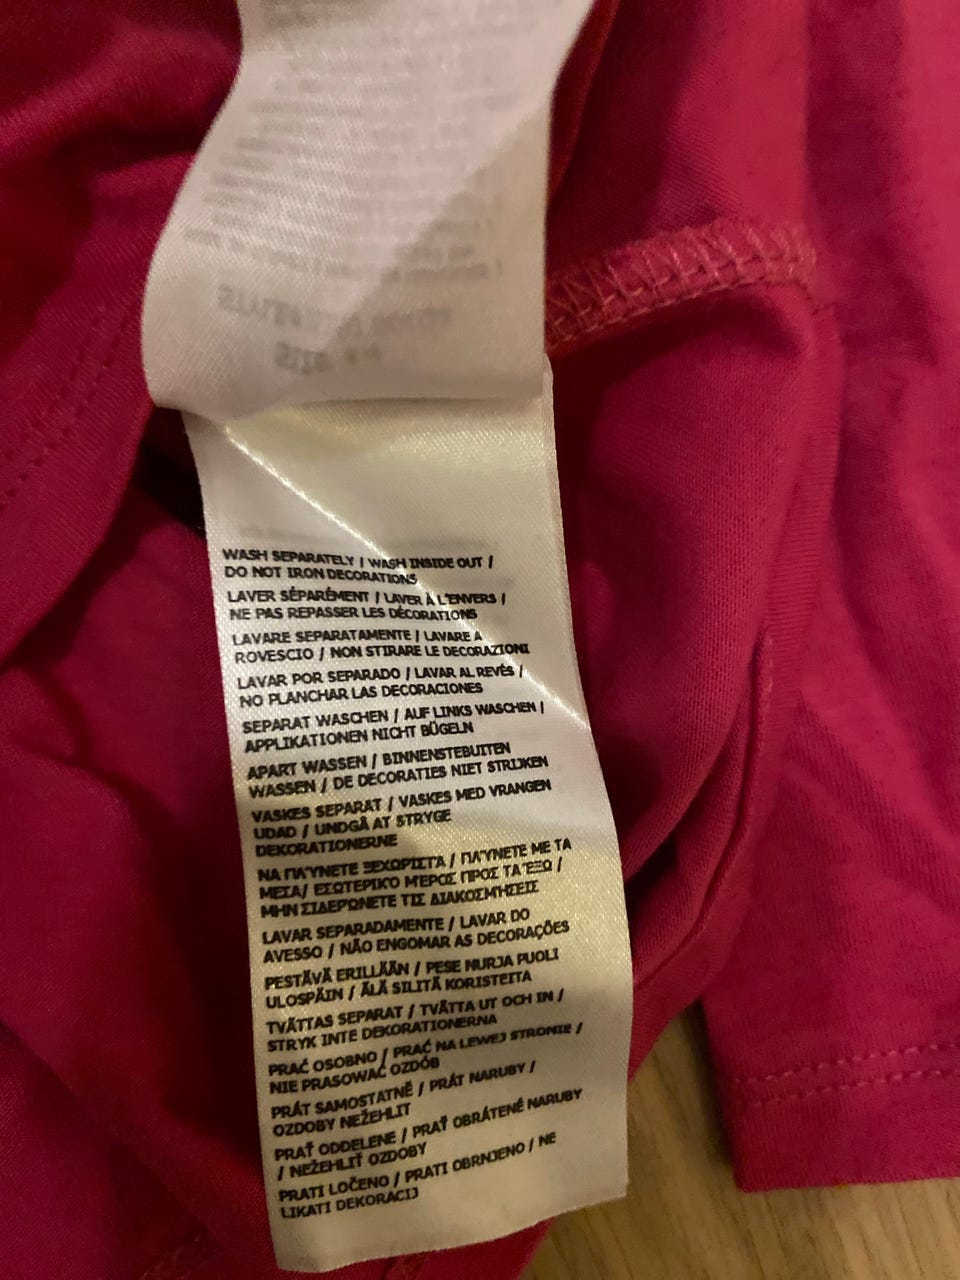 WASH SEPARATELY / WASH INSIDE OUT /
DO NOT IRON DECORATIONS
LAVER SÉPARÉMENT / LAVER À L'ENVERS /
NE PAS REPASSER LES DÉCORATIONS
LAVARE SEPARATAMENTE / LAVARE A
ROVESCIO / NON STIRARE LE DECORAZIONI
LAVAR POR SEPARADO / LAVAR AL REVÉS /
NO PLANCHAR LAS DECORACIONES
SEPARAT WASCHEN / AUF LINKS WASCHEN /
APPLIKATIONEN NICHT BÜGELN
APART WASSEN / BINNENSTEBUITEN
WASSEN / DE DECORATIES NIET STRIJKEN
VASKES SEPARAT / VASKES MED VRANGEN
UDAD / UNDGÅ AT STRYGE
DEKORATIONERNE
ΝΑ ΠΛΎΝΕΤΕ ΞΕΧΩΡΙΣΤΆ / ΠΛΎΝΕΤΕ ΜΕ ΤΑ
ΜΕΣΑ/ ΕΣΩΤΕΡΙΚΟ ΜΈΡΟΣ ΠΡΟΣ ΤΑ ΈΞΩ /
ΜΗΝ ΣΙΔΕΡΩΝΕΤΕ ΤΙΣ ΔΙΑΚΟΣΜΉΣΕΙΣ
LAVAR SEPARADAMENTE / LAVAR DO
AVESSO / NÃO ENGOMAR AS DECORAÇÕES
PESTÄVÄ ERILLÄÄN / PESE NURJA PUOLI
ULOSPÄIN / ÄLÄ SILITÄ KORISTEITA
TVÄTTAS SEPARAT / TVÄTTA UT OCH IN /
STRYK INTE DEKORATIONERNA
PRAĆ OSOBNO / PRAĆ NA LEWEJ STRONIE /
NIE PRASOWAĆ OZDÓB
PRÁT SAMOSTATNĚ / PRÁT NARUBY /
OZDOBY NEŽEHLIT
PRAŤ ODDELENE / PRAŤ OBRÁTENÉ NARUBY
/ NEŽEHLIŤ OZDOBY
PRATI LOČENO / PRATI OBRNJENO / NE
LIKATI DEKORACIJ